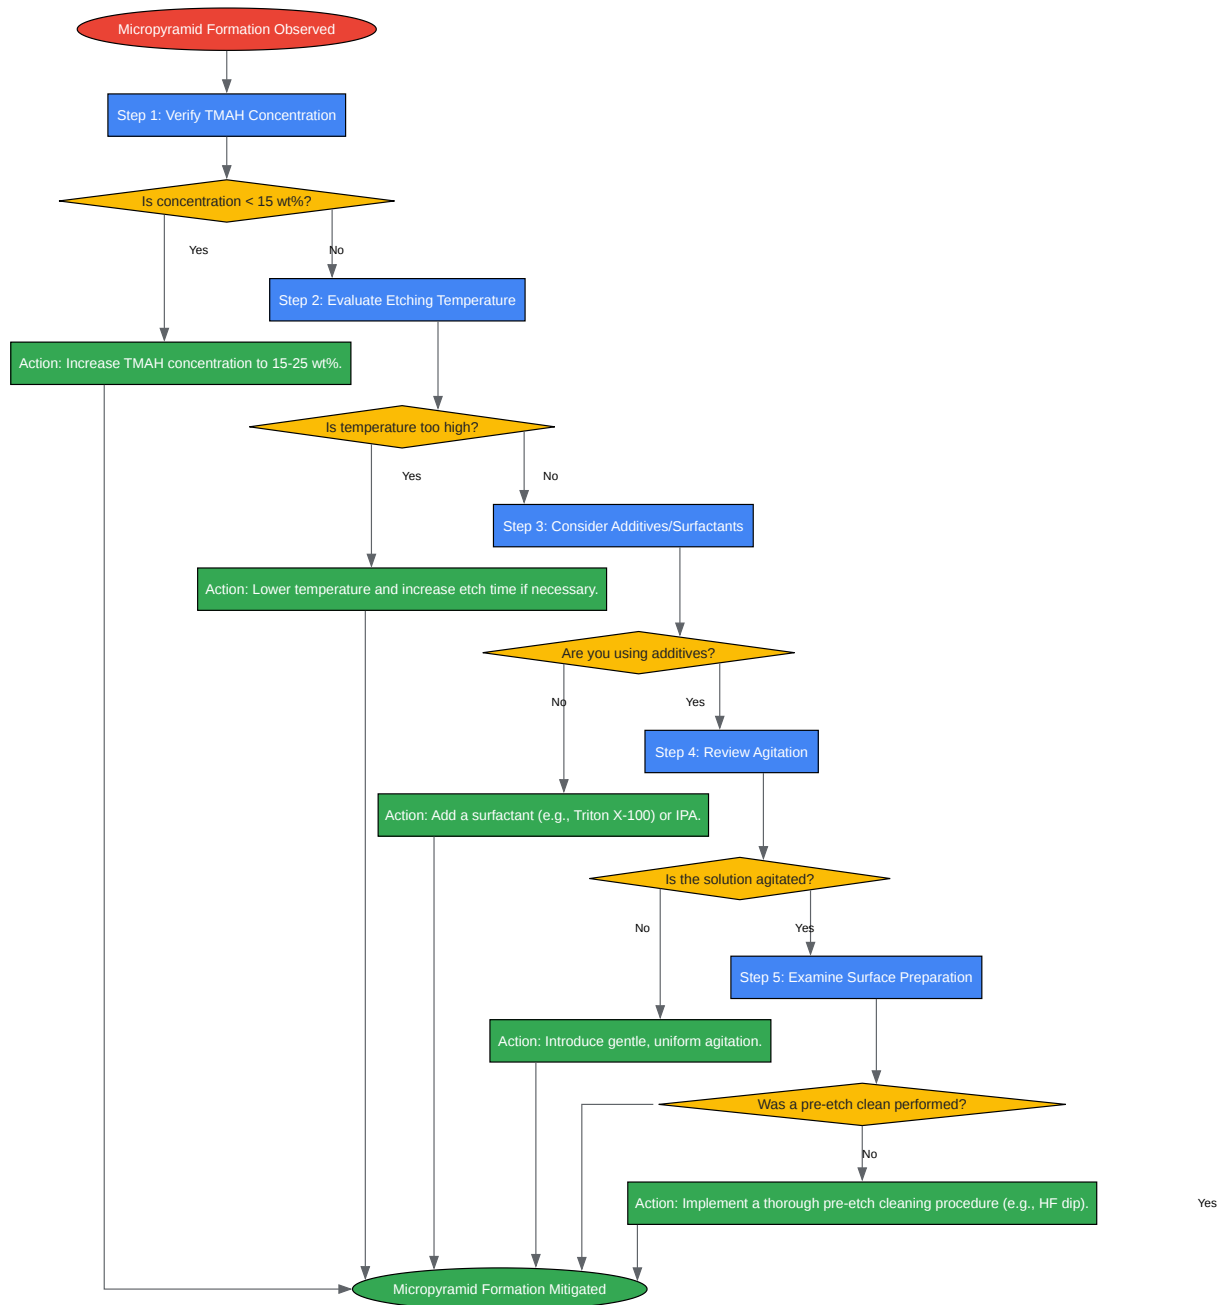 Micropyramid Formation Observed
Step 1: Verify TMAH Concentration
Is concentration < 15 wt%?
Yes
No
Step 2: Evaluate Etching Temperature
Action: Increase TMAH concentration to 15-25 wt%.
Is temperature too high?
Yes
No
Step 3: Consider Additives/Surfactants
Action: Lower temperature and increase etch time if necessary.
Are you using additives?
No
Yes
Step 4: Review Agitation
Action: Add a surfactant (e.g., Triton X-100) or IPA.
Is the solution agitated?
No
Yes
Step 5: Examine Surface Preparation
Action: Introduce gentle, uniform agitation.
Was a pre-etch clean performed?
No
Action: Implement a thorough pre-etch cleaning procedure (e.g., HF dip).
Yes
Micropyramid Formation Mitigated